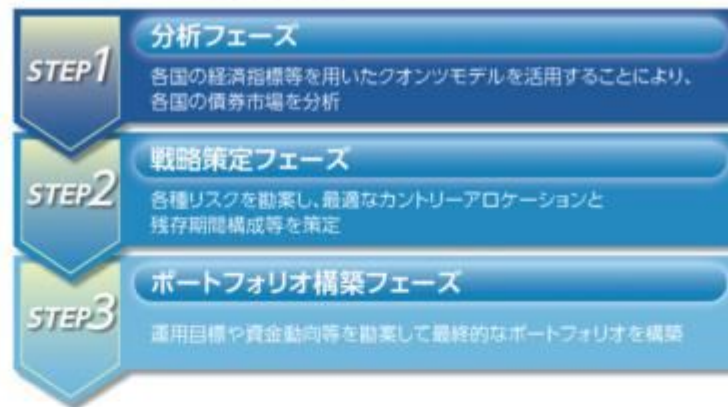 STEP1
分析フェーズ
各国の経済指標等を用いたクオンツモデルを活用することにより、
各国の債券市場を分析
STEP2
戦略策定フェーズ
各種リスクを勘案し、最適なカントリーアロケーションと
残存期間構成等を策定
STEP3
ポートフォリオ構築フェーズ
運用目標や資金動向等を勘案して最終的なポートフォリオを構築